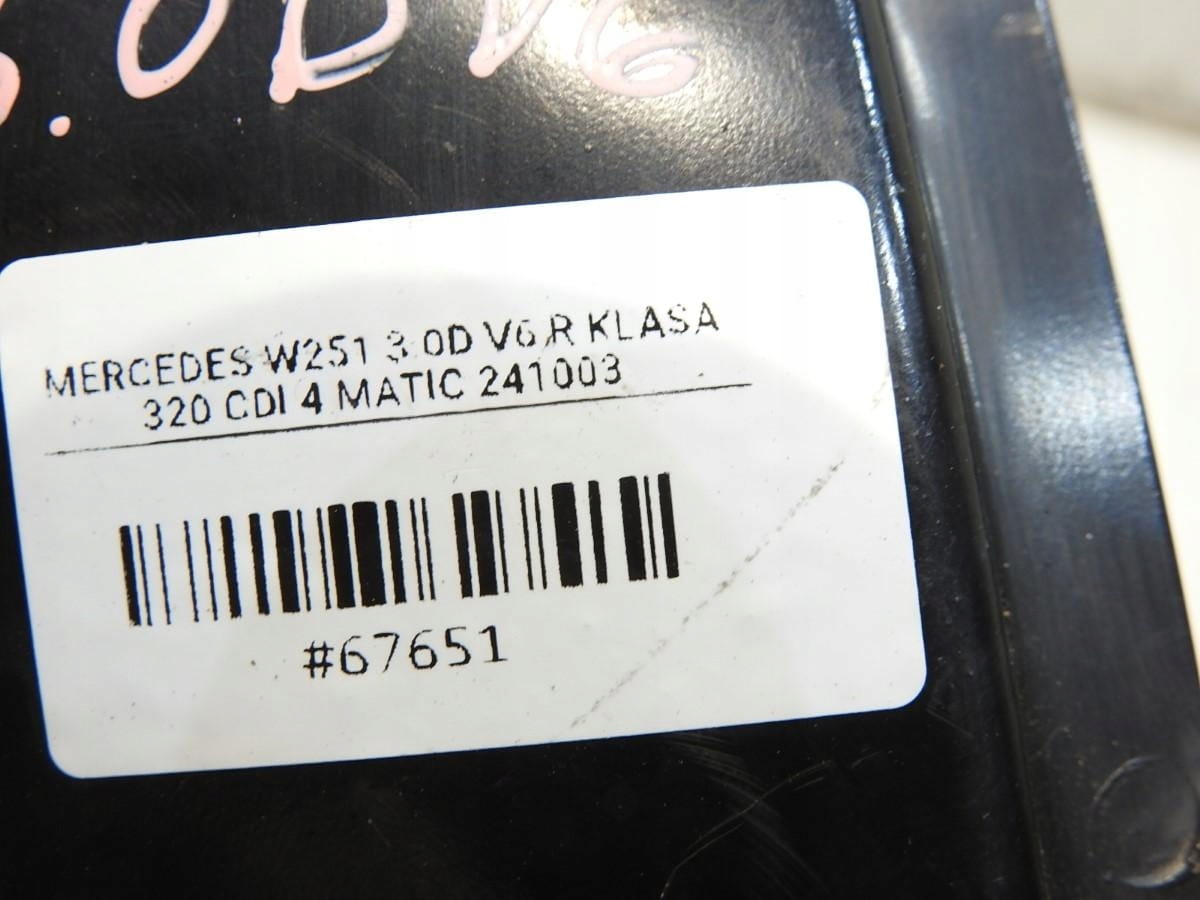 3.0D V6
MERCEDES W251 3.0D V6 R KLASA
320 CDI 4 MATIC 241003
#67651